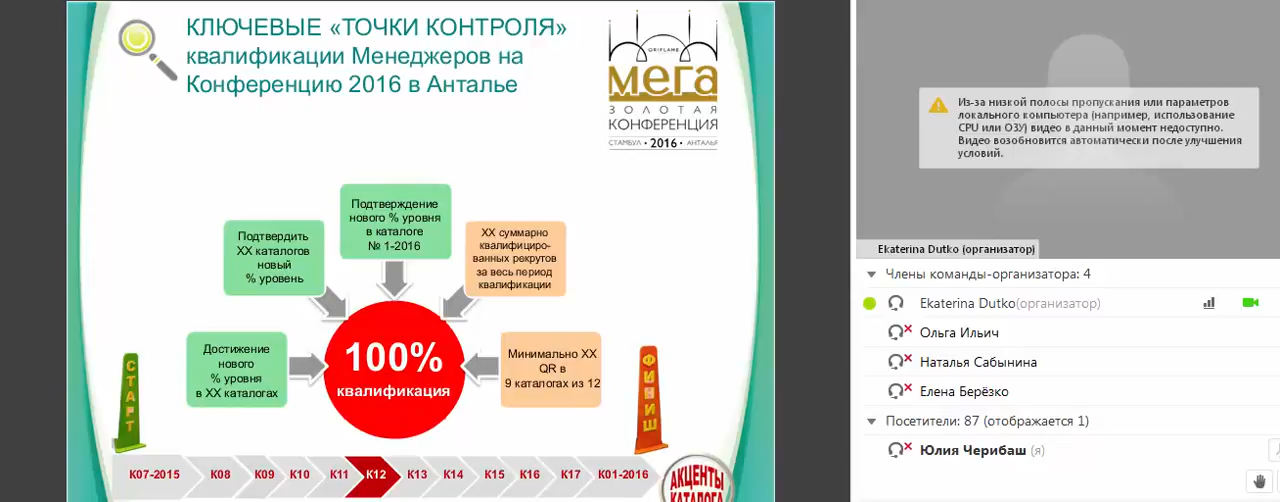 КЛЮЧЕВЫЕ «ТОЧКИ КОНТРОЛЯ»
квалификации Менеджеров на
Конференцию 2016 в Анталье
ORIFLAME
мега
ЗОЛОТАЯ
КОНФЕРЕНЦИЯ
СТАМБУЛ • 2016 • АНТАЛЬЯ
Подтверждение
нового % уровня
в каталоге
№ 1-2016
Подтвердить
XX каталогов
новый
% уровень
XX суммарно
квалифициро-
ванных рекрутов
за весь период
квалификации
Достижение
нового
% уровня
в XX каталогах
100%
квалификация
Минимально XX
QR в
9 каталогах из 12
СТАРТ
ФИНИШ
К07-2015
К08
К09
К10
К11
К12
К13
К14
К15
К16
К17
К01-2016
АКЦЕНТЫ
КАТАЛОГА
Из-за низкой полосы пропускания или параметров
локального компьютера (например, использование
CPU или ОЗУ) видео в данный момент недоступно.
Видео возобновится автоматически после улучшения
условий.
Ekaterina Dutko (организатор)
Члены команды-организатора: 4
Ekaterina Dutko(организатор)
Ольга Ильич
Наталья Сабынина
Елена Берёзко
Посетители: 87 (отображается 1)
Юлия Черибаш (я)